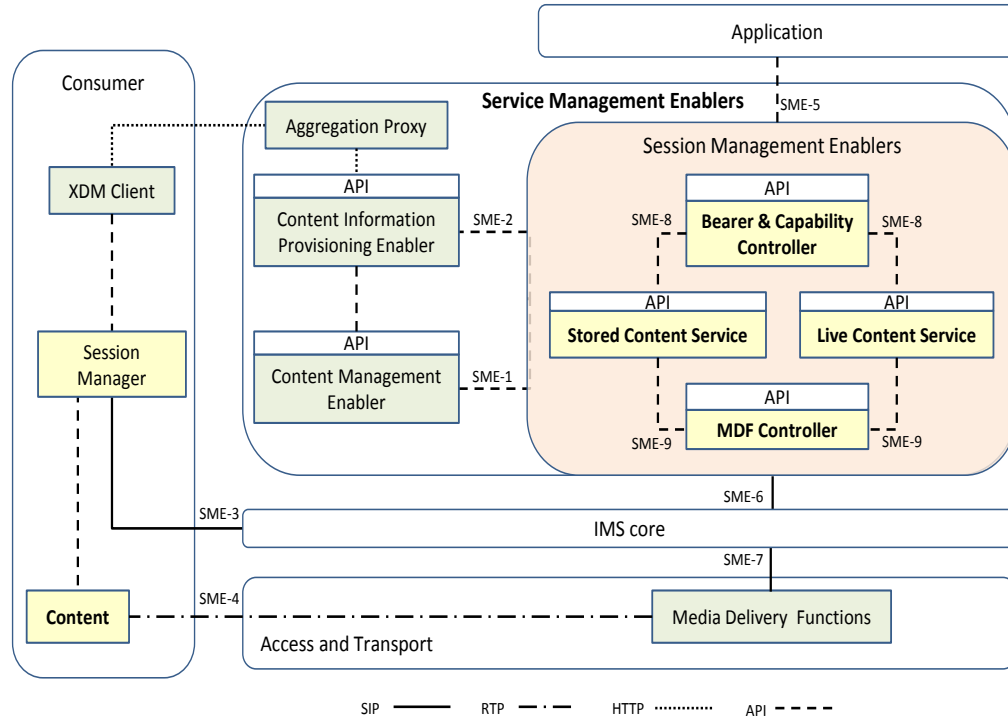 Application
Consumer
SME-5
Service Management Enablers
Aggregation Proxy
Session Management Enablers
XDM Client
API
Content Information
Provisioning Enabler
SME-2
API
Bearer & Capability
Controller
SME-8
SME-8
API
Stored Content Service
API
Live Content Service
Session
Manager
API
Content Management
Enabler
SME-1
API
MDF Controller
SME-9
SME-9
SME-6
SME-3
IMS core
SME-7
Content
SME-4
Media Delivery Functions
Access and Transport
SIP
RTP
HTTP
API